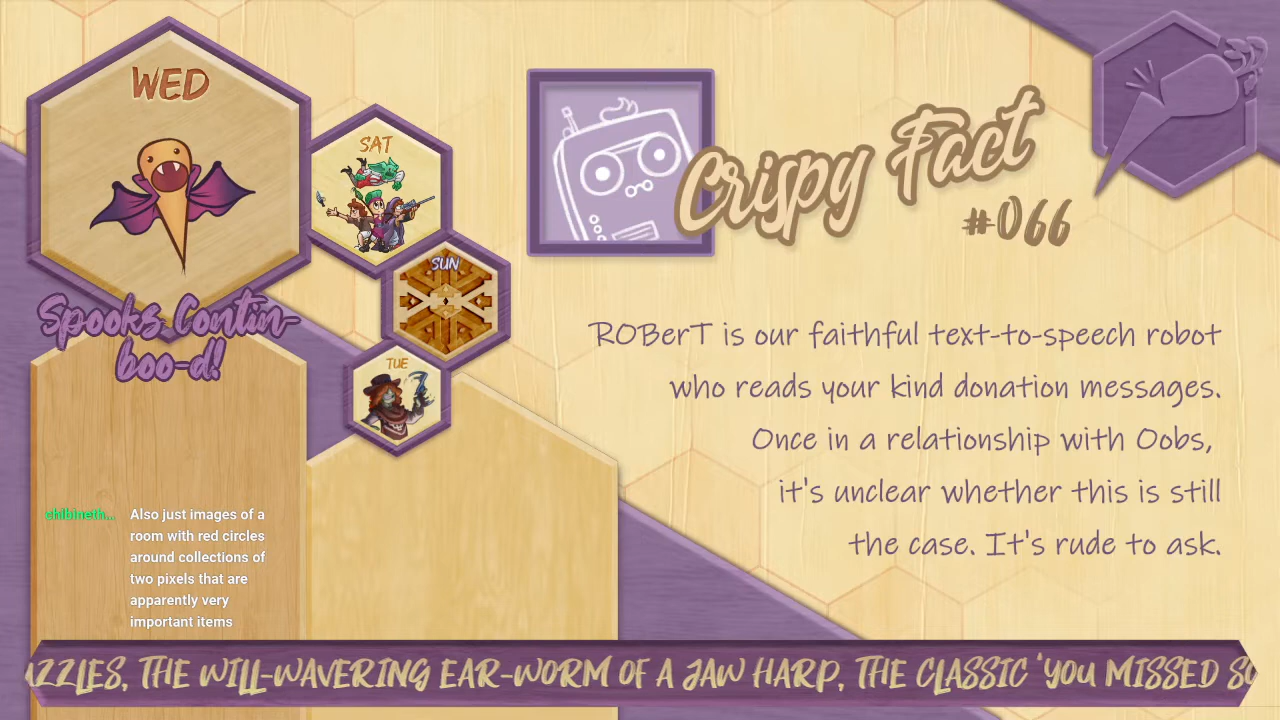 WED
SAT
SUN
TUE
Spooks Contin-
boo-d!
Crispy Fact
#066
ROBerT is our faithful text-to-speech robot
who reads your kind donation messages.
Once in a relationship with Oobs,
it's unclear whether this is still
the case. It's rude to ask.
chibineth...
Also just images of a
room with red circles
around collections of
two pixels that are
apparently very
important items
ZZLES, THE WILL-WAVERING EAR-WORM OF A JAW HARP, THE CLASSIC 'YOU MISSED